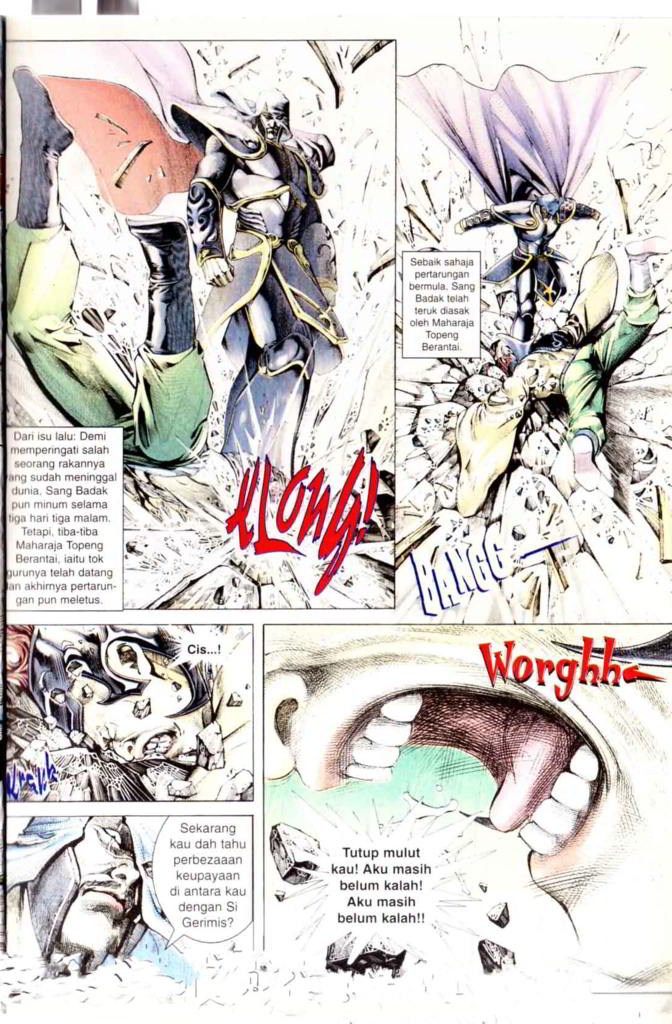 Dari isu lalu: Demi
memperingati salah
seorang rakannya
yang sudah meninggal
dunia. Sang Badak
pun minum selama
tiga hari tiga malam.
Tetapi, tiba-tiba
Maharaja Topeng
Berantai, iaitu tok
gurunya telah datang
dan akhirnya pertarun-
gan pun meletus.
KLONG!
Sebaik sahaja
pertarungan
bermula. Sang
Badak telah
teruk diasak
oleh Maharaja
Topeng
Berantai.
BANGG
Cis...!
Sekarang
kau dah tahu
perbezaaan
keupayaan
di antara kau
dengan Si
Gerimis?
Worghh
Tutup mulut
kau! Aku masih
belum kalah!
Aku masih
belum kalah!!